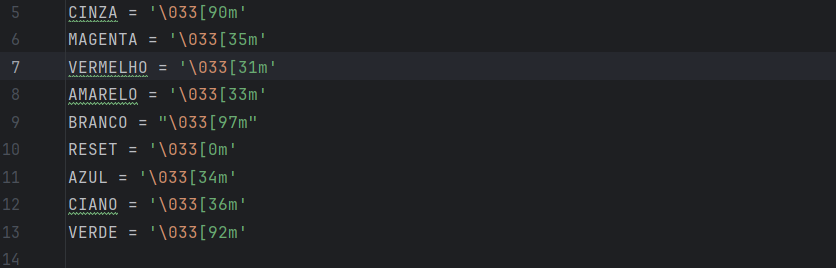 5 CINZA = '\033[90m'
6 MAGENTA = '\033[35m'
7 VERMELHO = '\033[31m'
8 AMARELO = '\033[33m'
9 BRANCO = "\033[97m"
10 RESET = '\033[0m'
11 AZUL = '\033[34m'
12 CIANO = '\033[36m'
13 VERDE = '\033[92m'
14